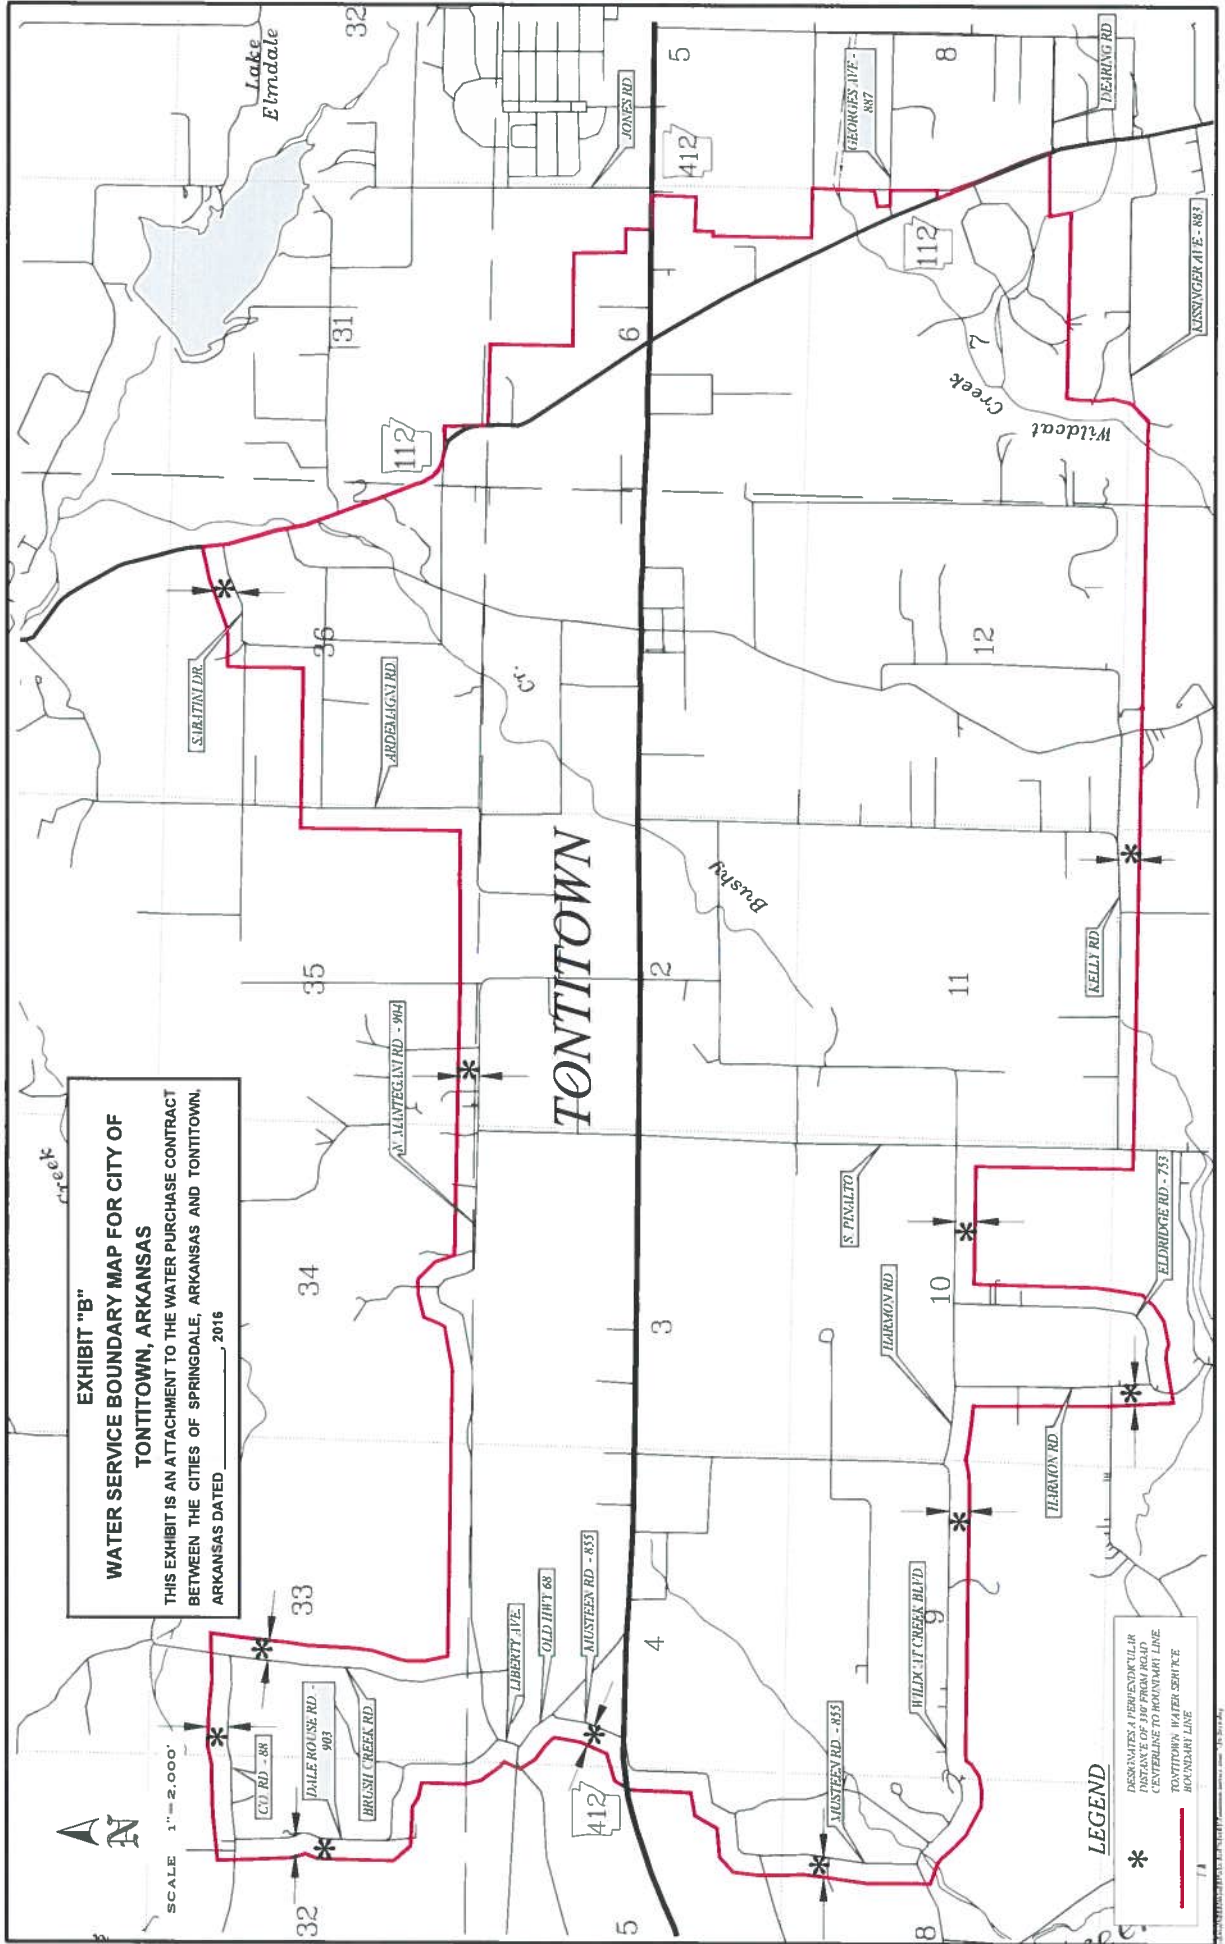 EXHIBIT "B"
WATER SERVICE BOUNDARY MAP FOR CITY OF
TONTITOWN, ARKANSAS
THIS EXHIBIT IS AN ATTACHMENT TO THE WATER PURCHASE CONTRACT
BETWEEN THE CITIES OF SPRINGDALE, ARKANSAS AND TONTITOWN,
ARKANSAS DATED ____________, 2016
N
SCALE 1"=2,000'
Creek
Lake
Elmdale
32
33
34
35
36
31
32
CO RD - 88
DALE ROUSE RD -
903
BRUSH CREEK RD
N. MANTEGANI RD - 904
ARDEMAGNI RD
SABATINI DR.
112
JONES RD
LIBERTY AVE.
OLD HWY 68
MUSTEEN RD - 855
412
TONTITOWN
Cr.
412
5
4
3
2
6
5
Bushy
MUSTEEN RD - 855
WILDCAT CREEK BLVD.
HARMON RD
S. PINALTO
GEORGES AVE -
887
112
8
9
10
11
12
7
8
Wildcat
Creek
HARMON RD
ELDRIDGE RD - 753
KELLY RD
KISSINGER AVE - 883
DEARING RD
LEGEND
* DESIGNATES A PERPENDICULAR
DISTANCE OF 330' FROM ROAD
CENTERLINE TO BOUNDARY LINE
TONTITOWN WATER SERVICE
BOUNDARY LINE